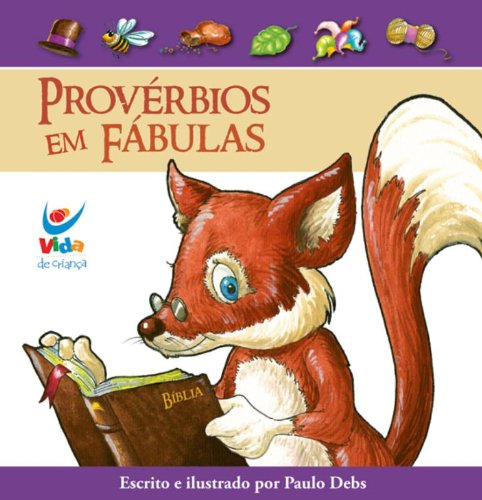 PROVÉRBIOS
EM FÁBULAS
Vida
de criança
BÍBLIA
Escrito e ilustrado por Paulo Debs